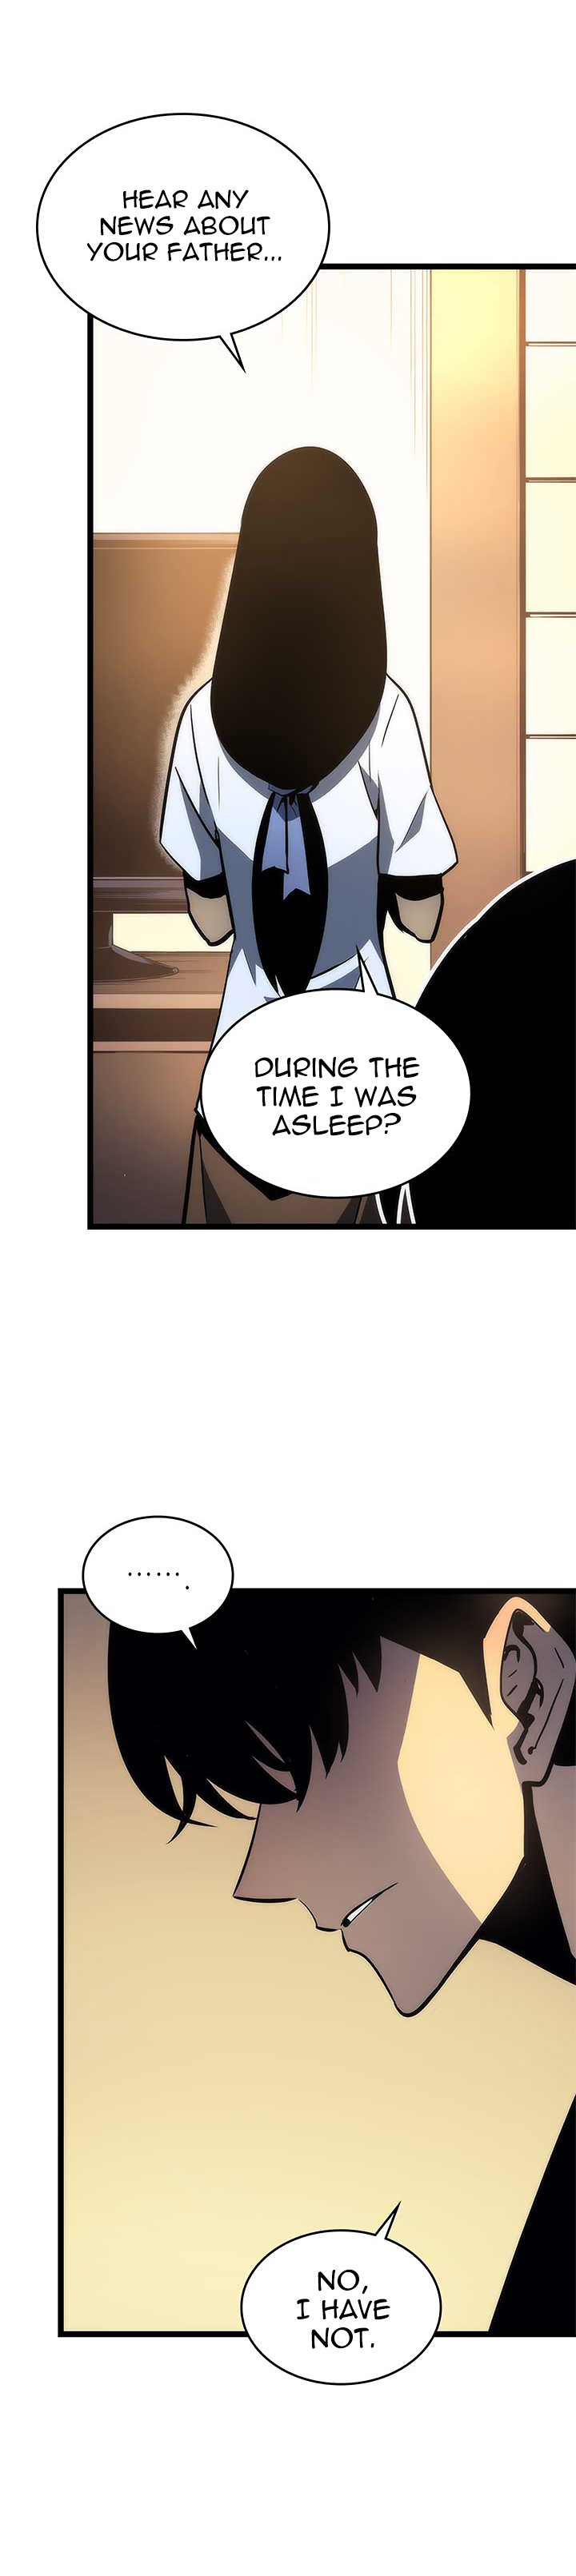 HEAR ANY
NEWS ABOUT
YOUR FATHER...
DURING THE
TIME I WAS
ASLEEP?
.......
NO,
I HAVE
NOT.